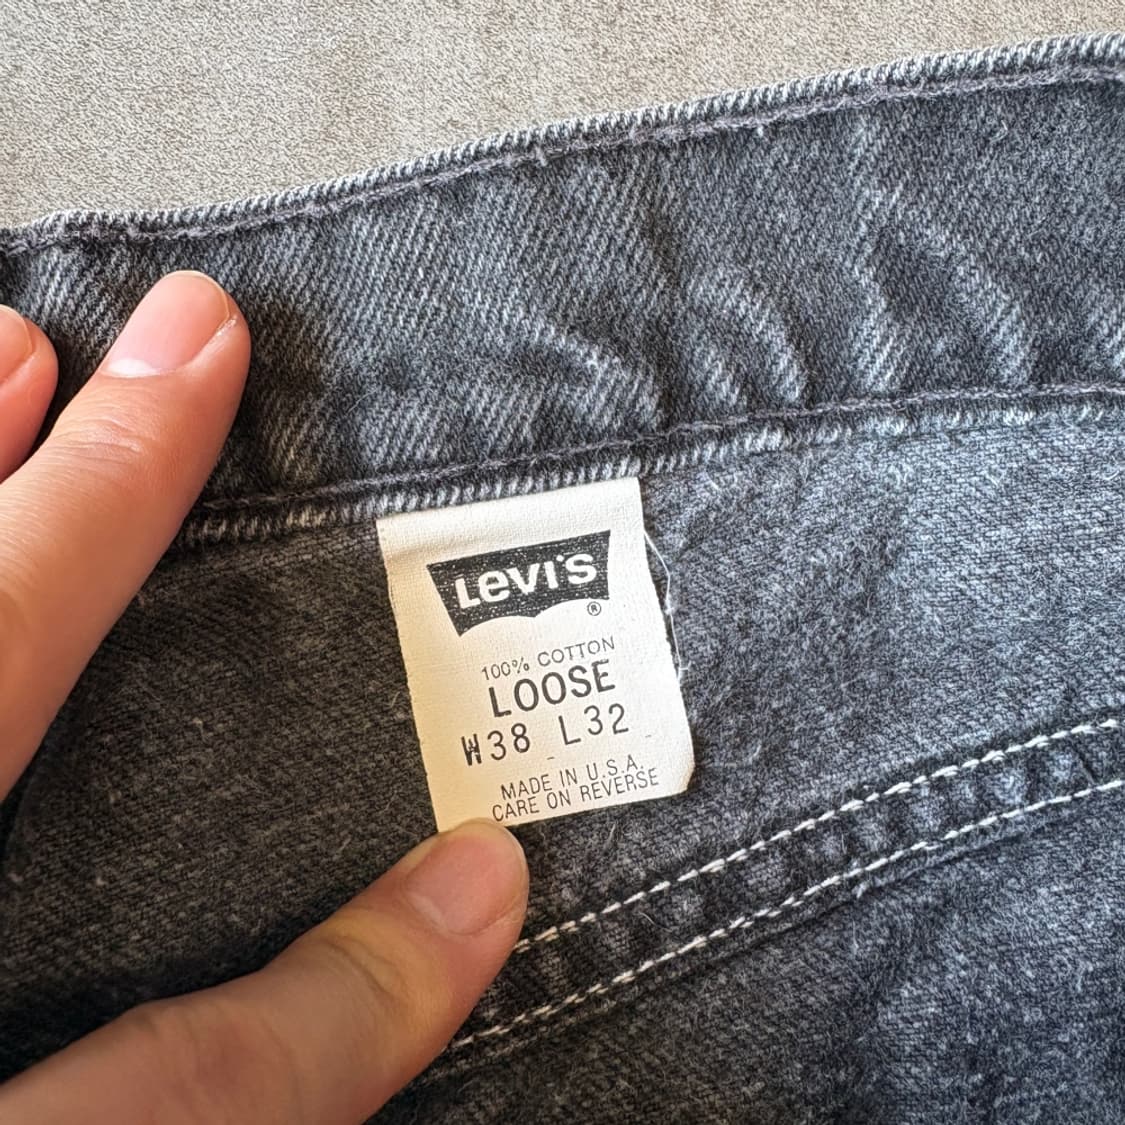 Levi's ®
100% COTTON
LOOSE
W38 L32
MADE IN U.S.A.
CARE ON REVERSE